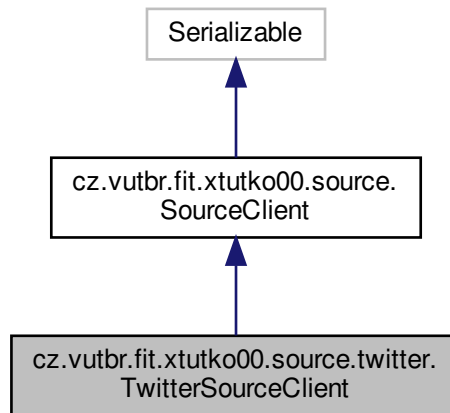 Serializable
cz.vutbr.fit.xtutko00.source.
SourceClient
cz.vutbr.fit.xtutko00.source.twitter.
TwitterSourceClient